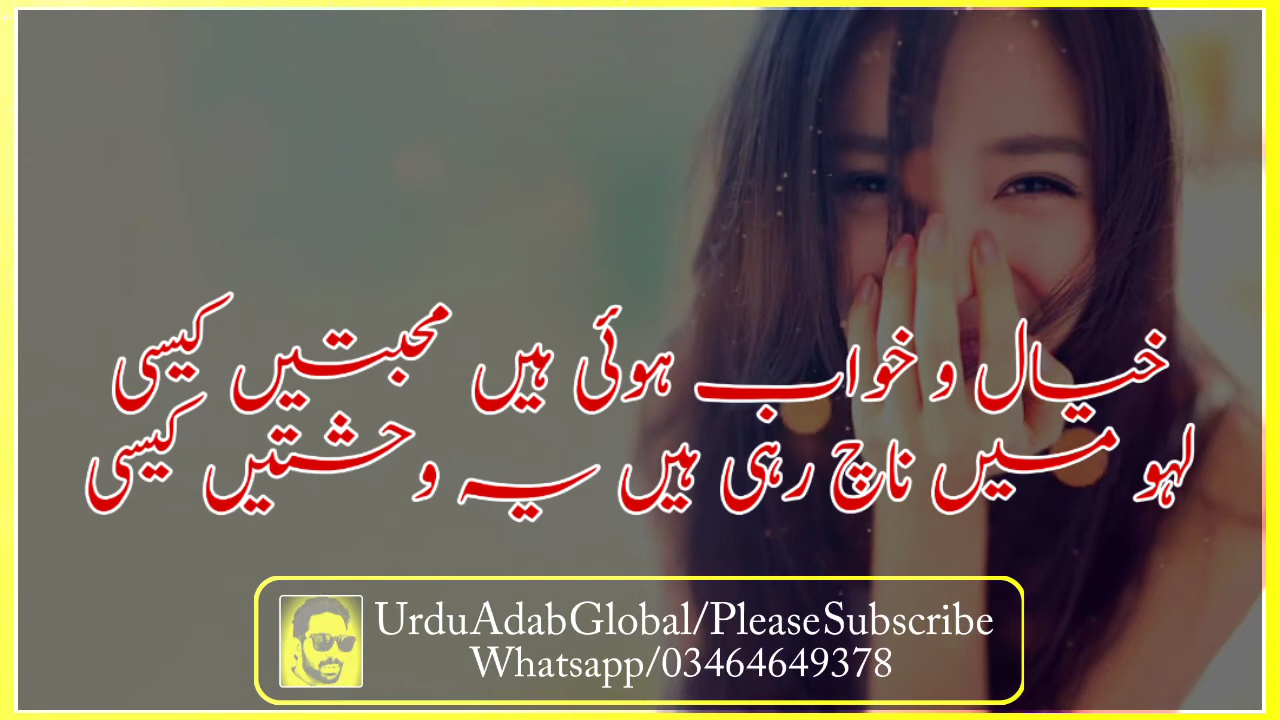 خیال و خواب ہوئی ہیں محبتیں کیسی
لہو میں ناچ رہی ہیں یہ وحشتیں کیسی
UrduAdabGlobal/PleaseSubscribe
Whatsapp/03464649378